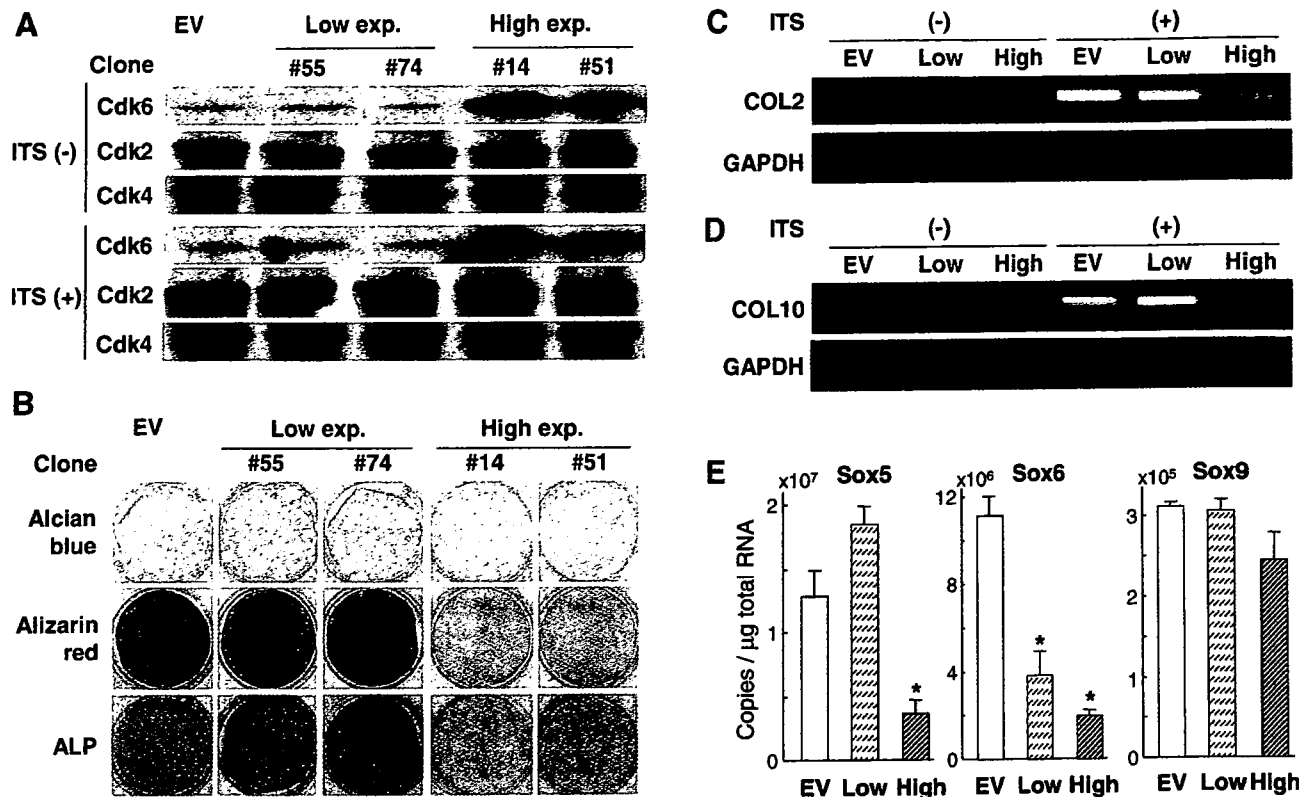 A
EV Low exp. High exp.
Clone #55 #74 #14 #51
ITS (-)
Cdk6
Cdk2
Cdk4
ITS (+)
Cdk6
Cdk2
Cdk4
B
EV Low exp. High exp.
Clone #55 #74 #14 #51
Alcian
blue
Alizarin
red
ALP
C ITS (-) (+)
EV Low High EV Low High
COL2
GAPDH
D ITS (-) (+)
EV Low High EV Low High
COL10
GAPDH
E
Copies / µg total RNA
x10⁷ Sox5
2
1
0
*
EV Low High
x10⁶ Sox6
12
8
4
0
* *
EV Low High
x10⁵ Sox9
3
2
1
0
EV Low High